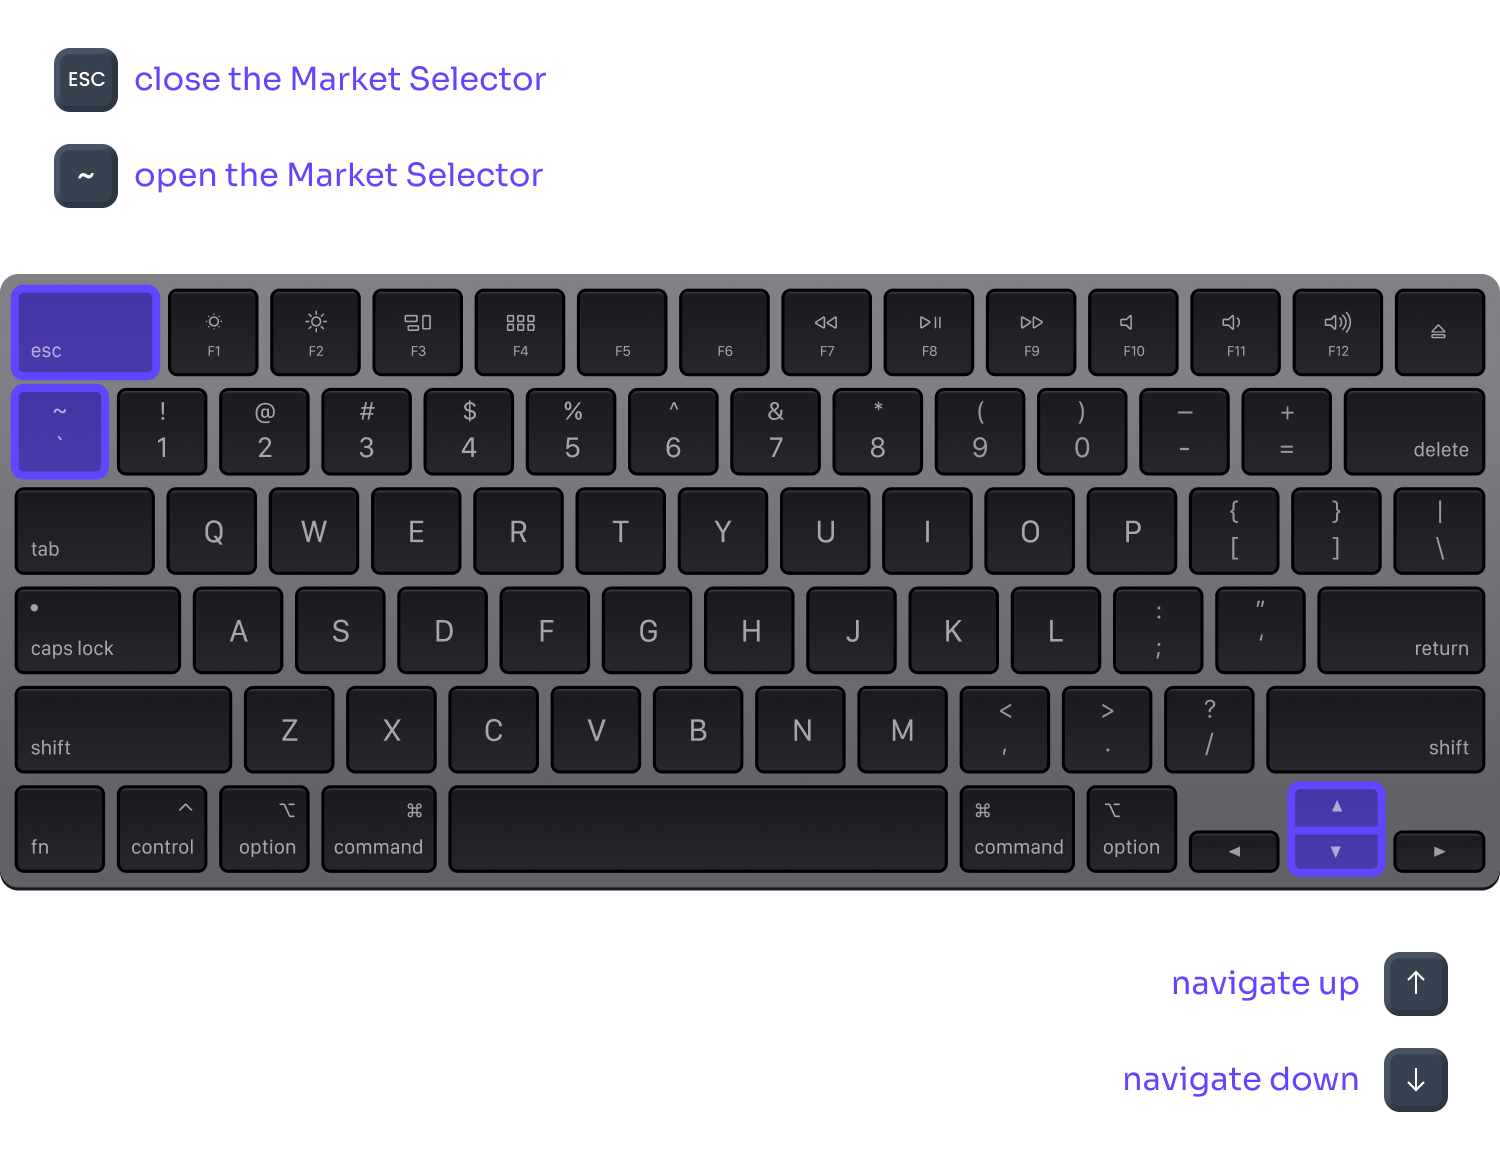 ESC close the Market Selector
~ open the Market Selector
esc F1 F2 F3 F4 F5 F6 F7 F8 F9 F10 F11 F12
~ ! @ # $ % ^ & * ( ) — +
` 1 2 3 4 5 6 7 8 9 0 - = delete
tab Q W E R T Y U I O P { } |
[ ] \
caps lock A S D F G H J K L : " return
; '
shift Z X C V B N M < > ? shift
, . /
fn control option command command option
navigate up
navigate down